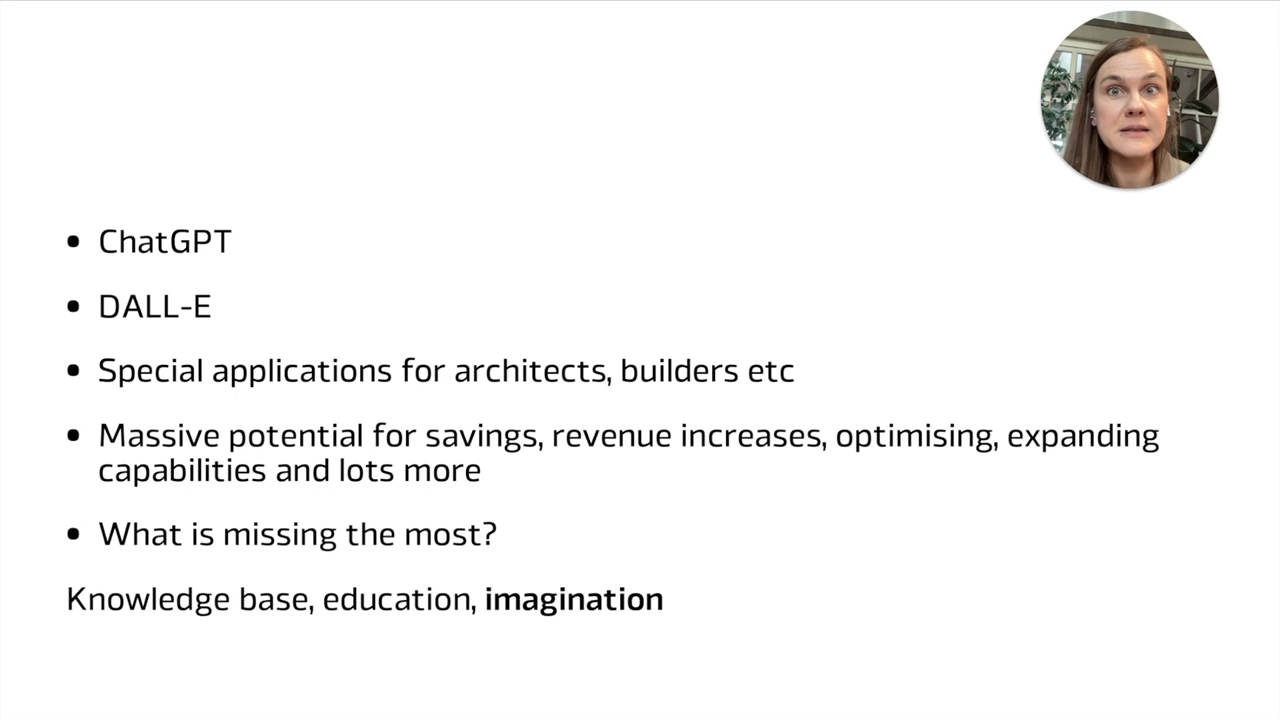 • ChatGPT
• DALL-E
• Special applications for architects, builders etc
• Massive potential for savings, revenue increases, optimising, expanding
capabilities and lots more
• What is missing the most?
Knowledge base, education, imagination